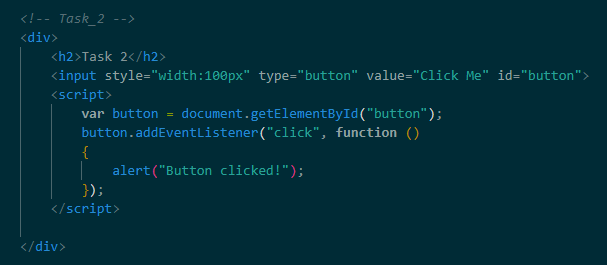 <!-- Task_2 -->
<div>
<h2>Task 2</h2>
<input style="width:100px" type="button" value="Click Me" id="button">
<script>
var button = document.getElementById("button");
button.addEventListener("click", function ()
{
alert("Button clicked!");
});
</script>
</div>